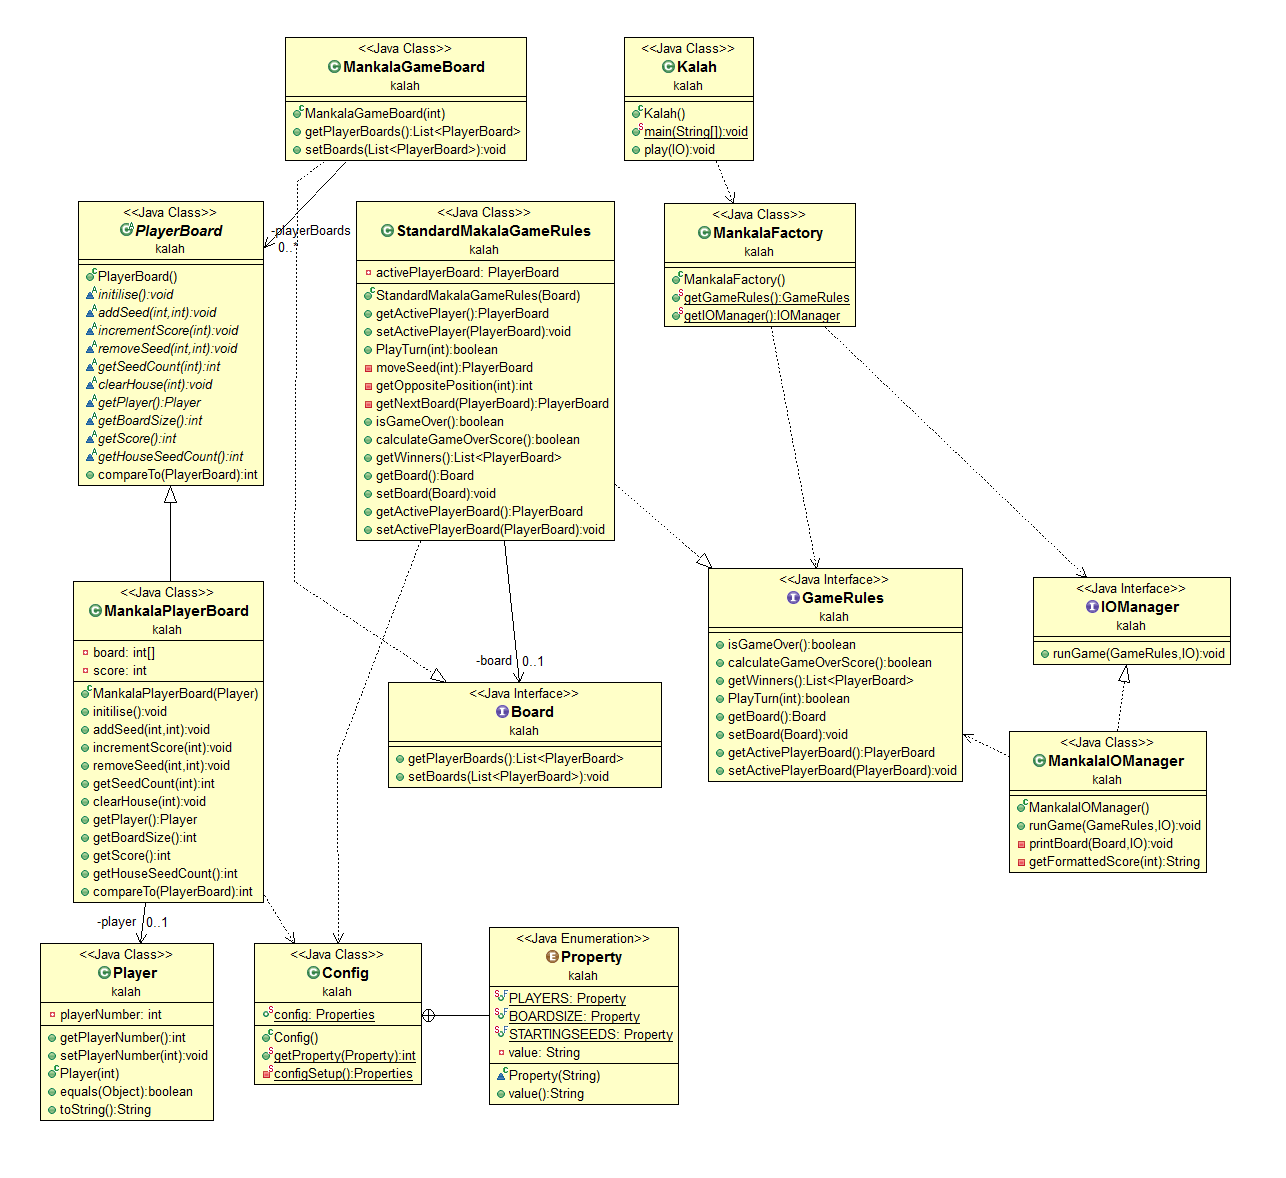 <<Java Class>>
MankalaGameBoard
kalah
MankalaGameBoard(int)
getPlayerBoards():List<PlayerBoard>
setBoards(List<PlayerBoard>):void
<<Java Class>>
Kalah
kalah
Kalah()
main(String[]):void
play(IO):void
<<Java Class>>
PlayerBoard
kalah
PlayerBoard()
initilise():void
addSeed(int,int):void
incrementScore(int):void
removeSeed(int,int):void
getSeedCount(int):int
clearHouse(int):void
getPlayer():Player
getBoardSize():int
getScore():int
getHouseSeedCount():int
compareTo(PlayerBoard):int
-playerBoards
0..*
<<Java Class>>
StandardMakalaGameRules
kalah
activePlayerBoard: PlayerBoard
StandardMakalaGameRules(Board)
getActivePlayer():PlayerBoard
setActivePlayer(PlayerBoard):void
PlayTurn(int):boolean
moveSeed(int):PlayerBoard
getOppositePosition(int):int
getNextBoard(PlayerBoard):PlayerBoard
isGameOver():boolean
calculateGameOverScore():boolean
getWinners():List<PlayerBoard>
getBoard():Board
setBoard(Board):void
getActivePlayerBoard():PlayerBoard
setActivePlayerBoard(PlayerBoard):void
<<Java Class>>
MankalaFactory
kalah
MankalaFactory()
getGameRules():GameRules
getIOManager():IOManager
<<Java Class>>
MankalaPlayerBoard
kalah
board: int[]
score: int
MankalaPlayerBoard(Player)
initilise():void
addSeed(int,int):void
incrementScore(int):void
removeSeed(int,int):void
getSeedCount(int):int
clearHouse(int):void
getPlayer():Player
getBoardSize():int
getScore():int
getHouseSeedCount():int
compareTo(PlayerBoard):int
-board 0..1
<<Java Interface>>
Board
kalah
getPlayerBoards():List<PlayerBoard>
setBoards(List<PlayerBoard>):void
<<Java Interface>>
GameRules
kalah
isGameOver():boolean
calculateGameOverScore():boolean
getWinners():List<PlayerBoard>
PlayTurn(int):boolean
getBoard():Board
setBoard(Board):void
getActivePlayerBoard():PlayerBoard
setActivePlayerBoard(PlayerBoard):void
<<Java Interface>>
IOManager
kalah
runGame(GameRules,IO):void
<<Java Class>>
MankalaIOManager
kalah
MankalaIOManager()
runGame(GameRules,IO):void
printBoard(Board,IO):void
getFormattedScore(int):String
-player 0..1
<<Java Class>>
Player
kalah
playerNumber: int
getPlayerNumber():int
setPlayerNumber(int):void
Player(int)
equals(Object):boolean
toString():String
<<Java Class>>
Config
kalah
config: Properties
Config()
getProperty(Property):int
configSetup():Properties
<<Java Enumeration>>
Property
kalah
PLAYERS: Property
BOARDSIZE: Property
STARTINGSEEDS: Property
value: String
Property(String)
value():String